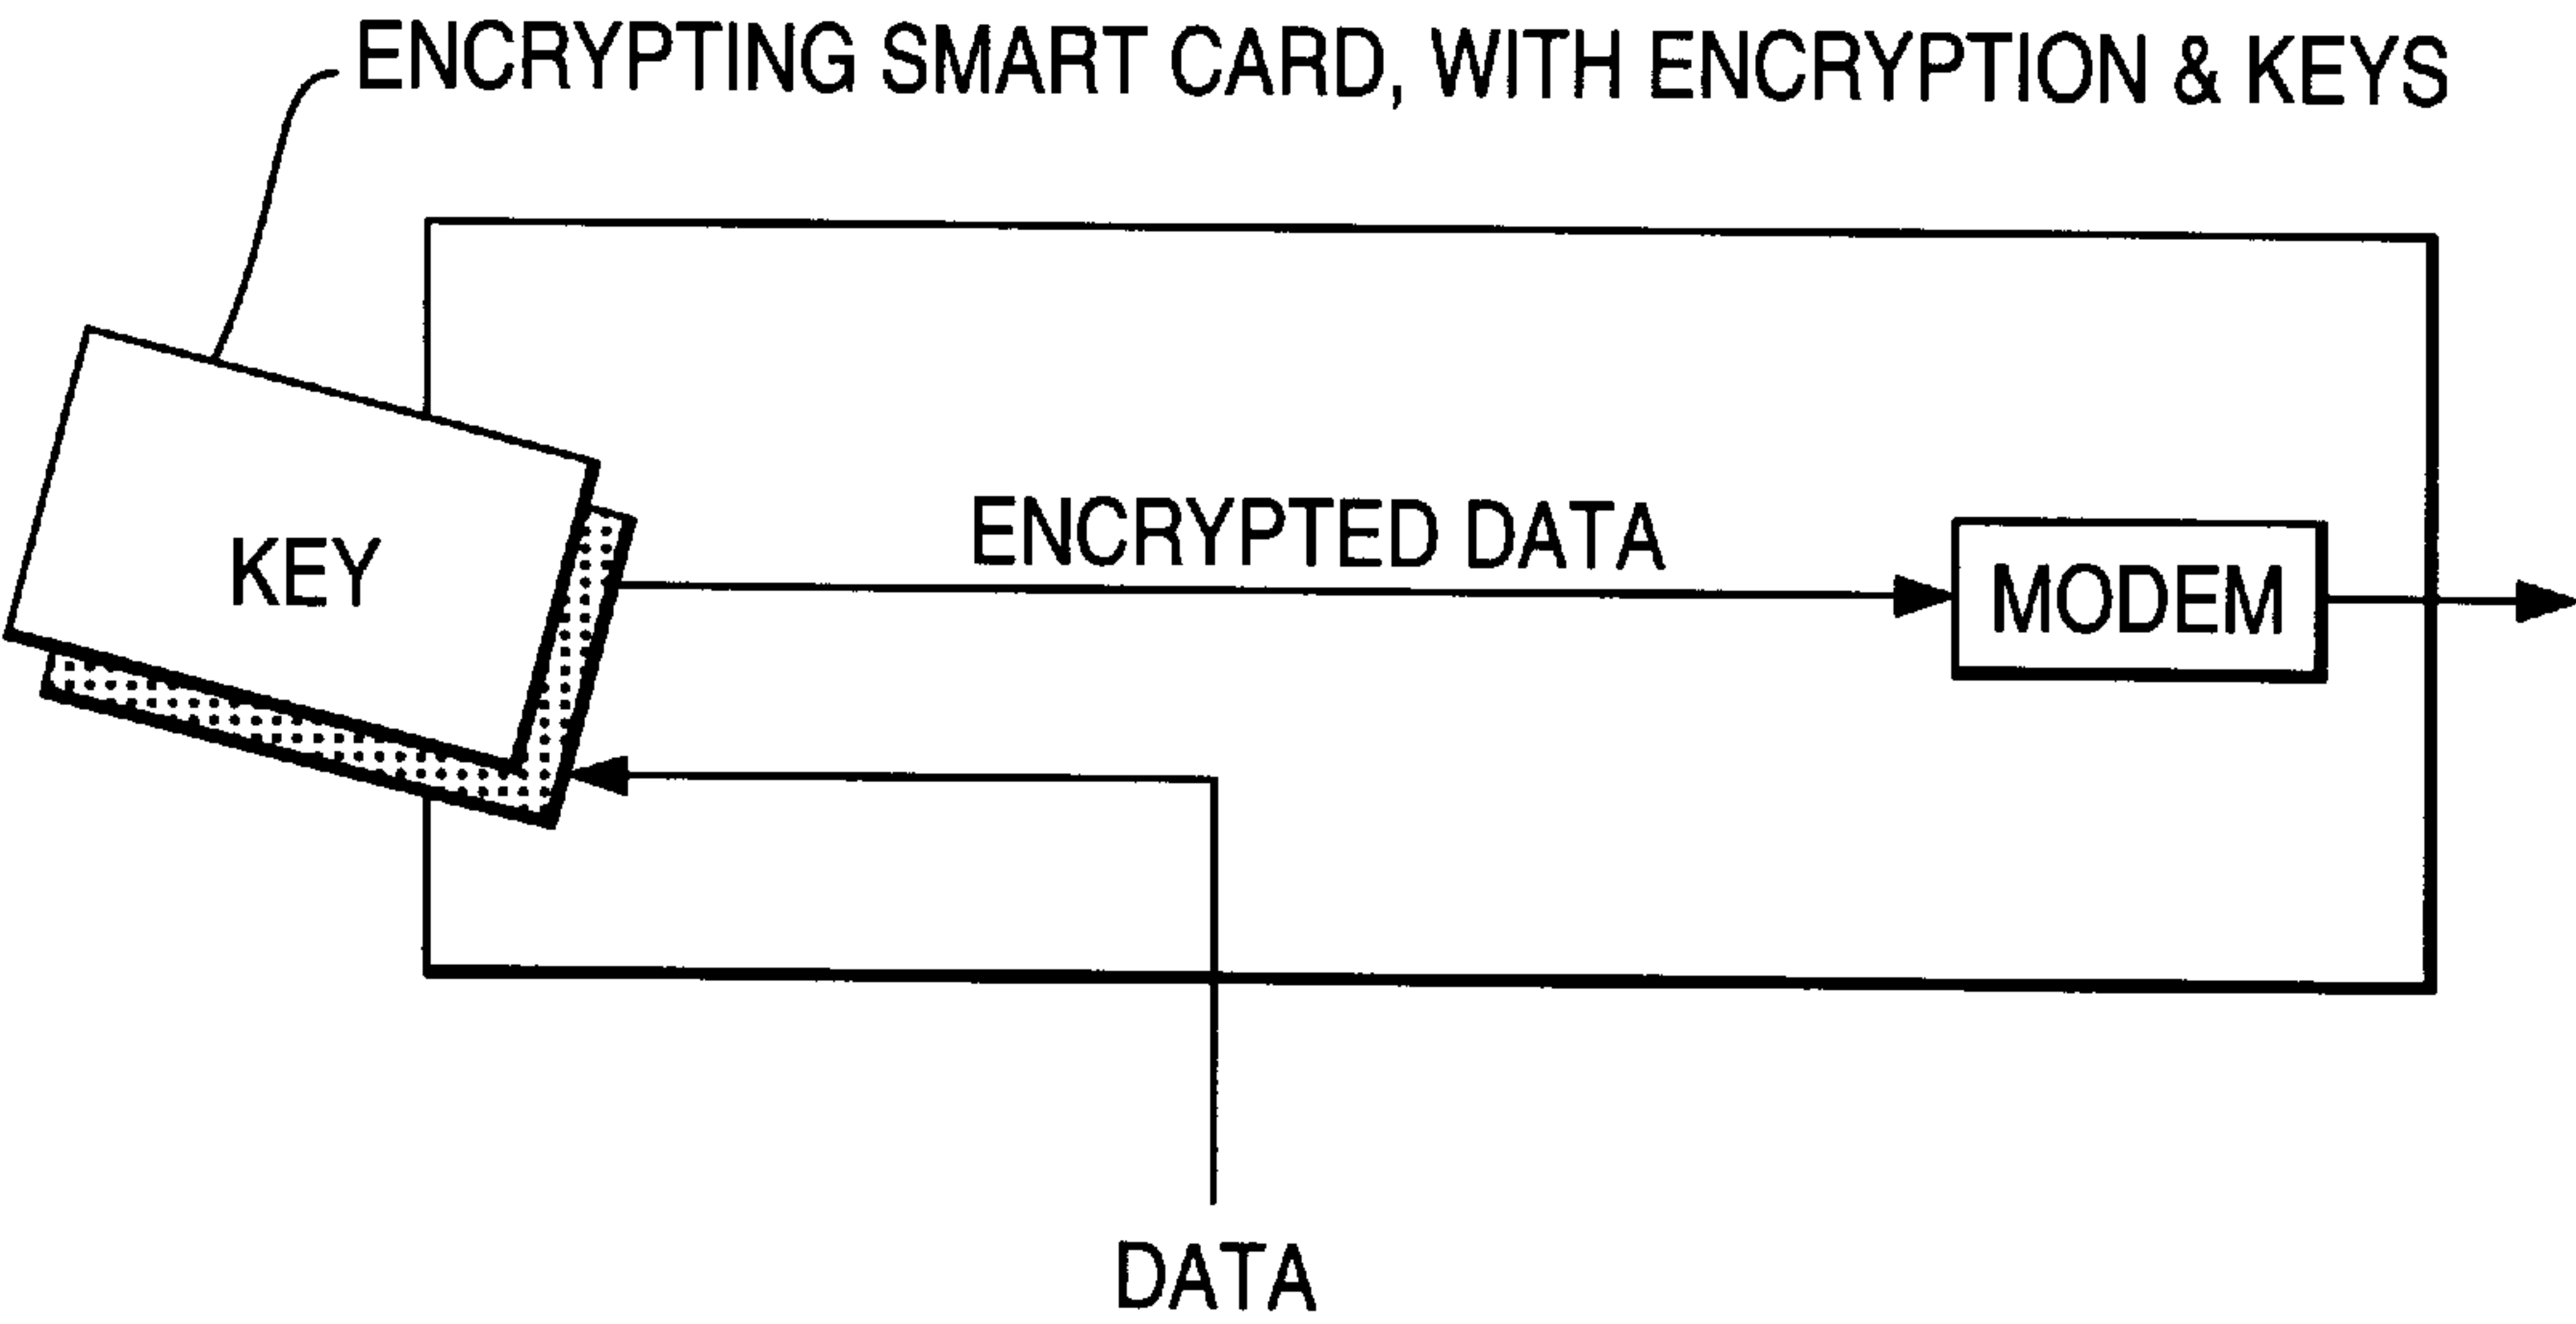 ENCRYPTING SMART CARD, WITH ENCRYPTION & KEYS
ENCRYPTED DATA
KEY
MODEM
DATA